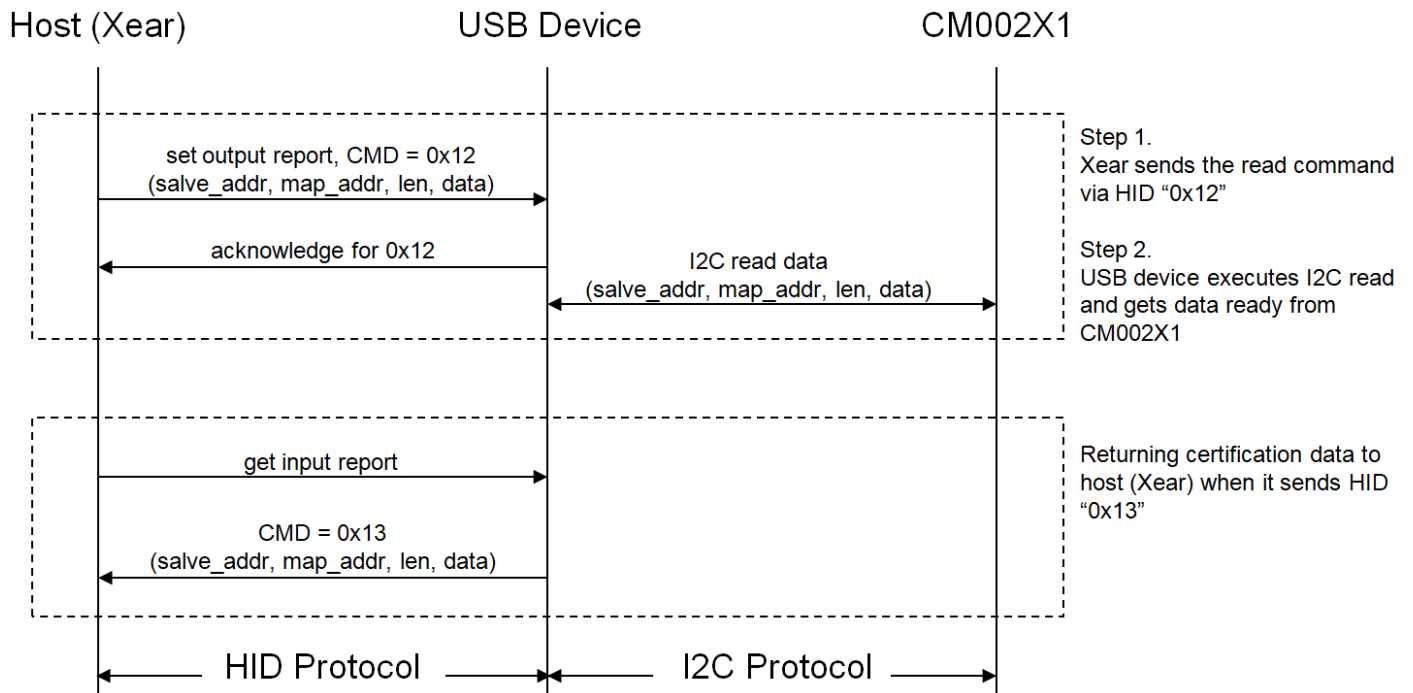 Host (Xear)
USB Device
CM002X1
set output report, CMD = 0x12
(salve_addr, map_addr, len, data)
acknowledge for 0x12
I2C read data
(salve_addr, map_addr, len, data)
Step 1.
Xear sends the read command
via HID “0x12”
Step 2.
USB device executes I2C read
and gets data ready from
CM002X1
get input report
CMD = 0x13
(salve_addr, map_addr, len, data)
Returning certification data to
host (Xear) when it sends HID
“0x13”
HID Protocol
I2C Protocol